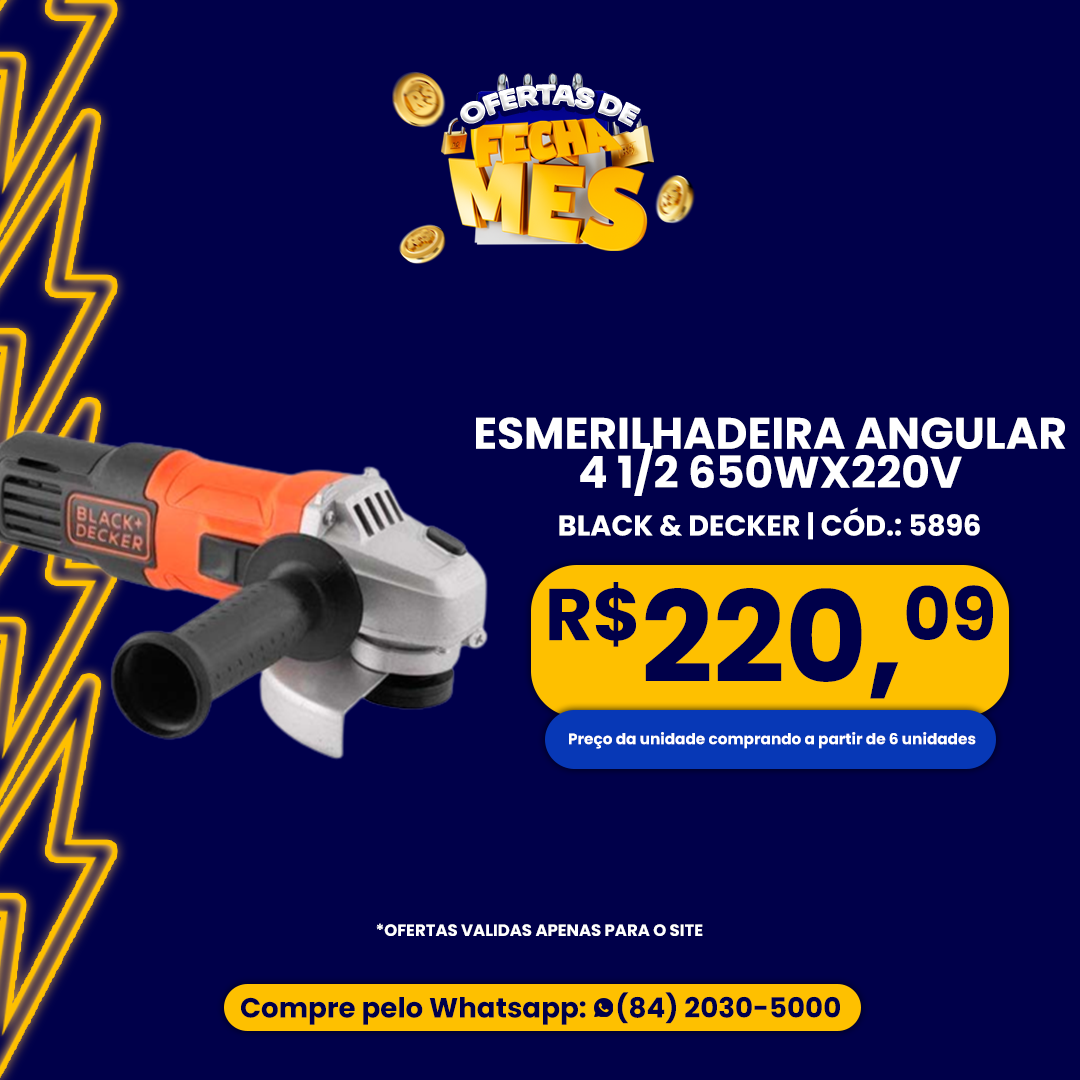 OFERTAS DE
FECHA
MES
BLACK+
DECKER
ESMERILHADEIRA ANGULAR
4 1/2 650WX220V
BLACK & DECKER | CÓD.: 5896
R$220,09
Preço da unidade comprando a partir de 6 unidades
*OFERTAS VALIDAS APENAS PARA O SITE
Compre pelo Whatsapp: (84) 2030-5000